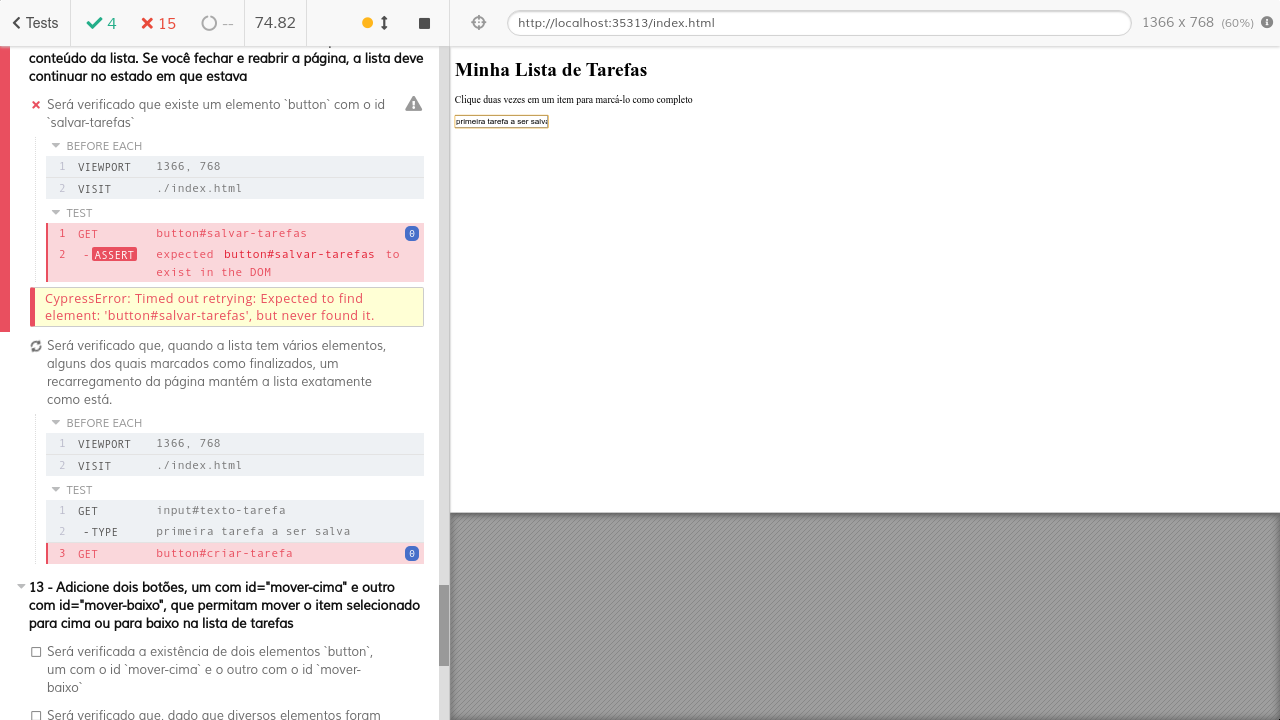 Tests
4
15
--
74.82
http://localhost:35313/index.html
1366 x 768 (60%)
conteúdo da lista. Se você fechar e reabrir a página, a lista deve
continuar no estado em que estava
Será verificado que existe um elemento `button` com o id
`salvar-tarefas`
BEFORE EACH
1 VIEWPORT 1366, 768
2 VISIT ./index.html
TEST
1 GET button#salvar-tarefas 0
2 -ASSERT expected button#salvar-tarefas to
exist in the DOM
CypressError: Timed out retrying: Expected to find
element: 'button#salvar-tarefas', but never found it.
Será verificado que, quando a lista tem vários elementos,
alguns dos quais marcados como finalizados, um
recarregamento da página mantém a lista exatamente
como está.
BEFORE EACH
1 VIEWPORT 1366, 768
2 VISIT ./index.html
TEST
1 GET input#texto-tarefa
2 -TYPE primeira tarefa a ser salva
3 GET button#criar-tarefa 0
13 - Adicione dois botões, um com id="mover-cima" e outro
com id="mover-baixo", que permitam mover o item selecionado
para cima ou para baixo na lista de tarefas
Será verificada a existência de dois elementos `button`,
um com o id `mover-cima` e o outro com o id `mover-
baixo`
Será verificado que, dado que diversos elementos foram
Minha Lista de Tarefas
Clique duas vezes em um item para marcá-lo como completo
primeira tarefa a ser salva